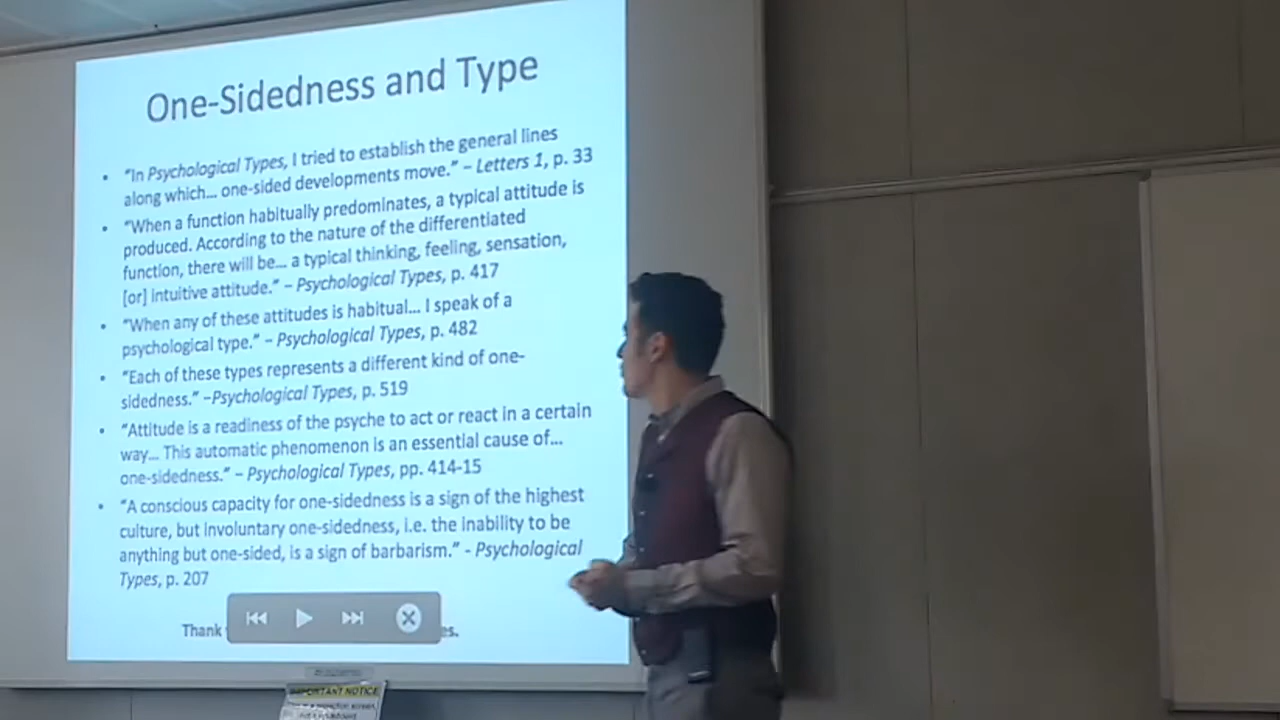 One-Sidedness and Type
• “In Psychological Types, I tried to establish the general lines
along which... one-sided developments move.” – Letters 1, p. 33
• “When a function habitually predominates, a typical attitude is
produced. According to the nature of the differentiated
function, there will be... a typical thinking, feeling, sensation,
[or] intuitive attitude.” – Psychological Types, p. 417
• “When any of these attitudes is habitual... I speak of a
psychological type.” – Psychological Types, p. 482
• “Each of these types represents a different kind of one-
sidedness.” –Psychological Types, p. 519
• “Attitude is a readiness of the psyche to act or react in a certain
way... This automatic phenomenon is an essential cause of...
one-sidedness.” – Psychological Types, pp. 414-15
• “A conscious capacity for one-sidedness is a sign of the highest
culture, but involuntary one-sidedness, i.e. the inability to be
anything but one-sided, is a sign of barbarism.” - Psychological
Types, p. 207
Thank
IMPORTANT NOTICE